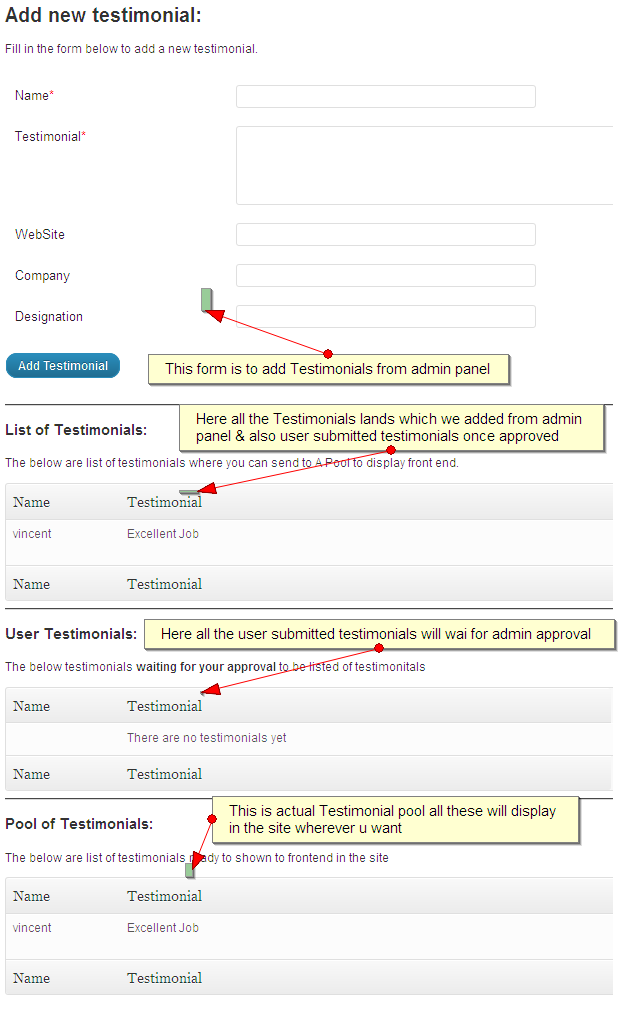 Add new testimonial:
Fill in the form below to add a new testimonial.
Name*
Testimonial*
WebSite
Company
Designation
Add Testimonial
This form is to add Testimonials from admin panel
List of Testimonials:
Here all the Testimonials lands which we added from admin
panel & also user submitted testimonials once approved
The below are list of testimonials where you can send to A Pool to display front end.
Name Testimonial
vincent Excellent Job
Name Testimonial
User Testimonials:
Here all the user submitted testimonials will wai for admin approval
The below testimonials waiting for your approval to be listed of testimonitals
Name Testimonial
There are no testimonials yet
Name Testimonial
This is actual Testimonial pool all these will display
in the site wherever u want
Pool of Testimonials:
The below are list of testimonials ready to shown to frontend in the site
Name Testimonial
vincent Excellent Job
Name Testimonial